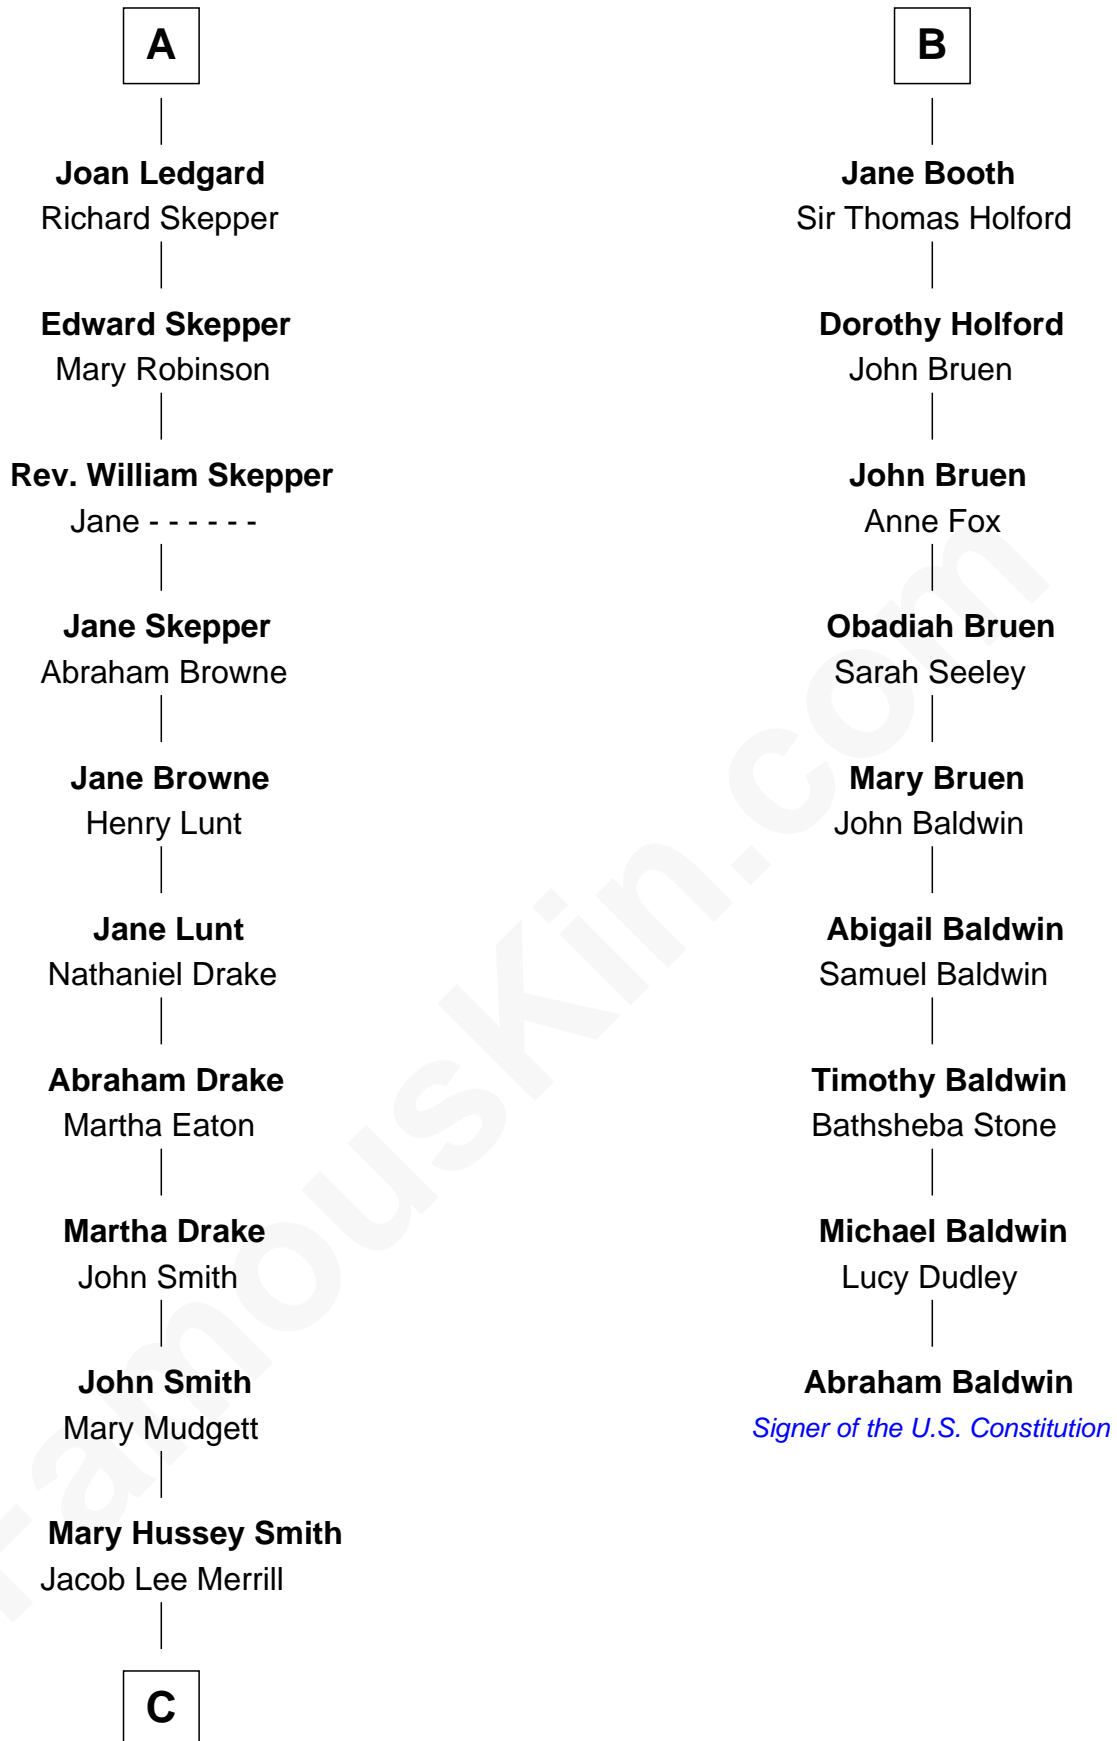 A
Joan Ledgard
Richard Skepper
Edward Skepper
Mary Robinson
Rev. William Skepper
Jane - - - - - -
Jane Skepper
Abraham Browne
Jane Browne
Henry Lunt
Jane Lunt
Nathaniel Drake
Abraham Drake
Martha Eaton
Martha Drake
John Smith
John Smith
Mary Mudgett
Mary Hussey Smith
Jacob Lee Merrill
C
B
Jane Booth
Sir Thomas Holford
Dorothy Holford
John Bruen
John Bruen
Anne Fox
Obadiah Bruen
Sarah Seeley
Mary Bruen
John Baldwin
Abigail Baldwin
Samuel Baldwin
Timothy Baldwin
Bathsheba Stone
Michael Baldwin
Lucy Dudley
Abraham Baldwin
Signer of the U.S. Constitution
FamousKin.com